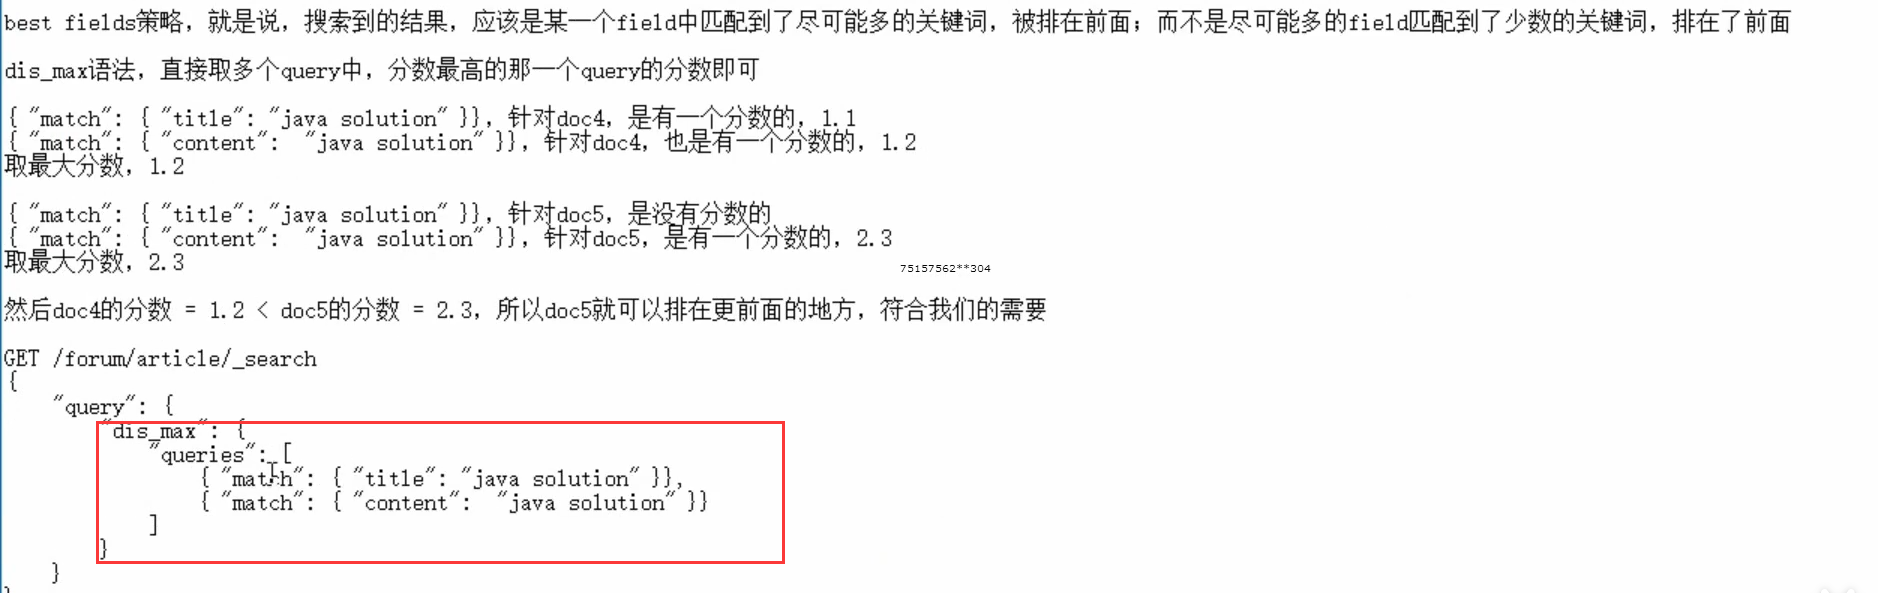 best fields策略，就是说，搜索到的结果，应该是某一个field中匹配到了尽可能多的关键词，被排在前面；而不是尽可能多的field匹配到了少数的关键词，排在了前面
dis_max语法，直接取多个query中，分数最高的那一个query的分数即可
{ "match": { "title": "java solution" }}，针对doc4，是有一个分数的，1.1
{ "match": { "content":  "java solution" }}，针对doc4，也是有一个分数的，1.2
取最大分数，1.2
{ "match": { "title": "java solution" }}，针对doc5，是没有分数的
{ "match": { "content":  "java solution" }}，针对doc5，是有一个分数的，2.3
取最大分数，2.3
75157562**304
然后doc4的分数 = 1.2 < doc5的分数 = 2.3，所以doc5就可以排在更前面的地方，符合我们的需要
GET /forum/article/_search
{
    "query": {
        "dis_max": {
            "queries": [
                { "match": { "title": "java solution" }},
                { "match": { "content":  "java solution" }}
            ]
        }
    }